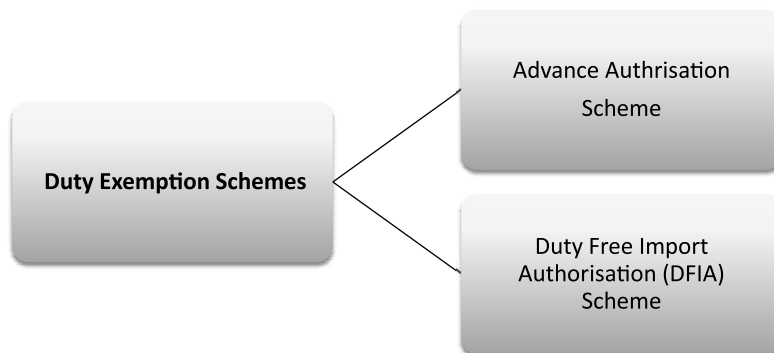 Duty Exemption Schemes
Advance Authrisation
Scheme
Duty Free Import
Authorisation (DFIA)
Scheme